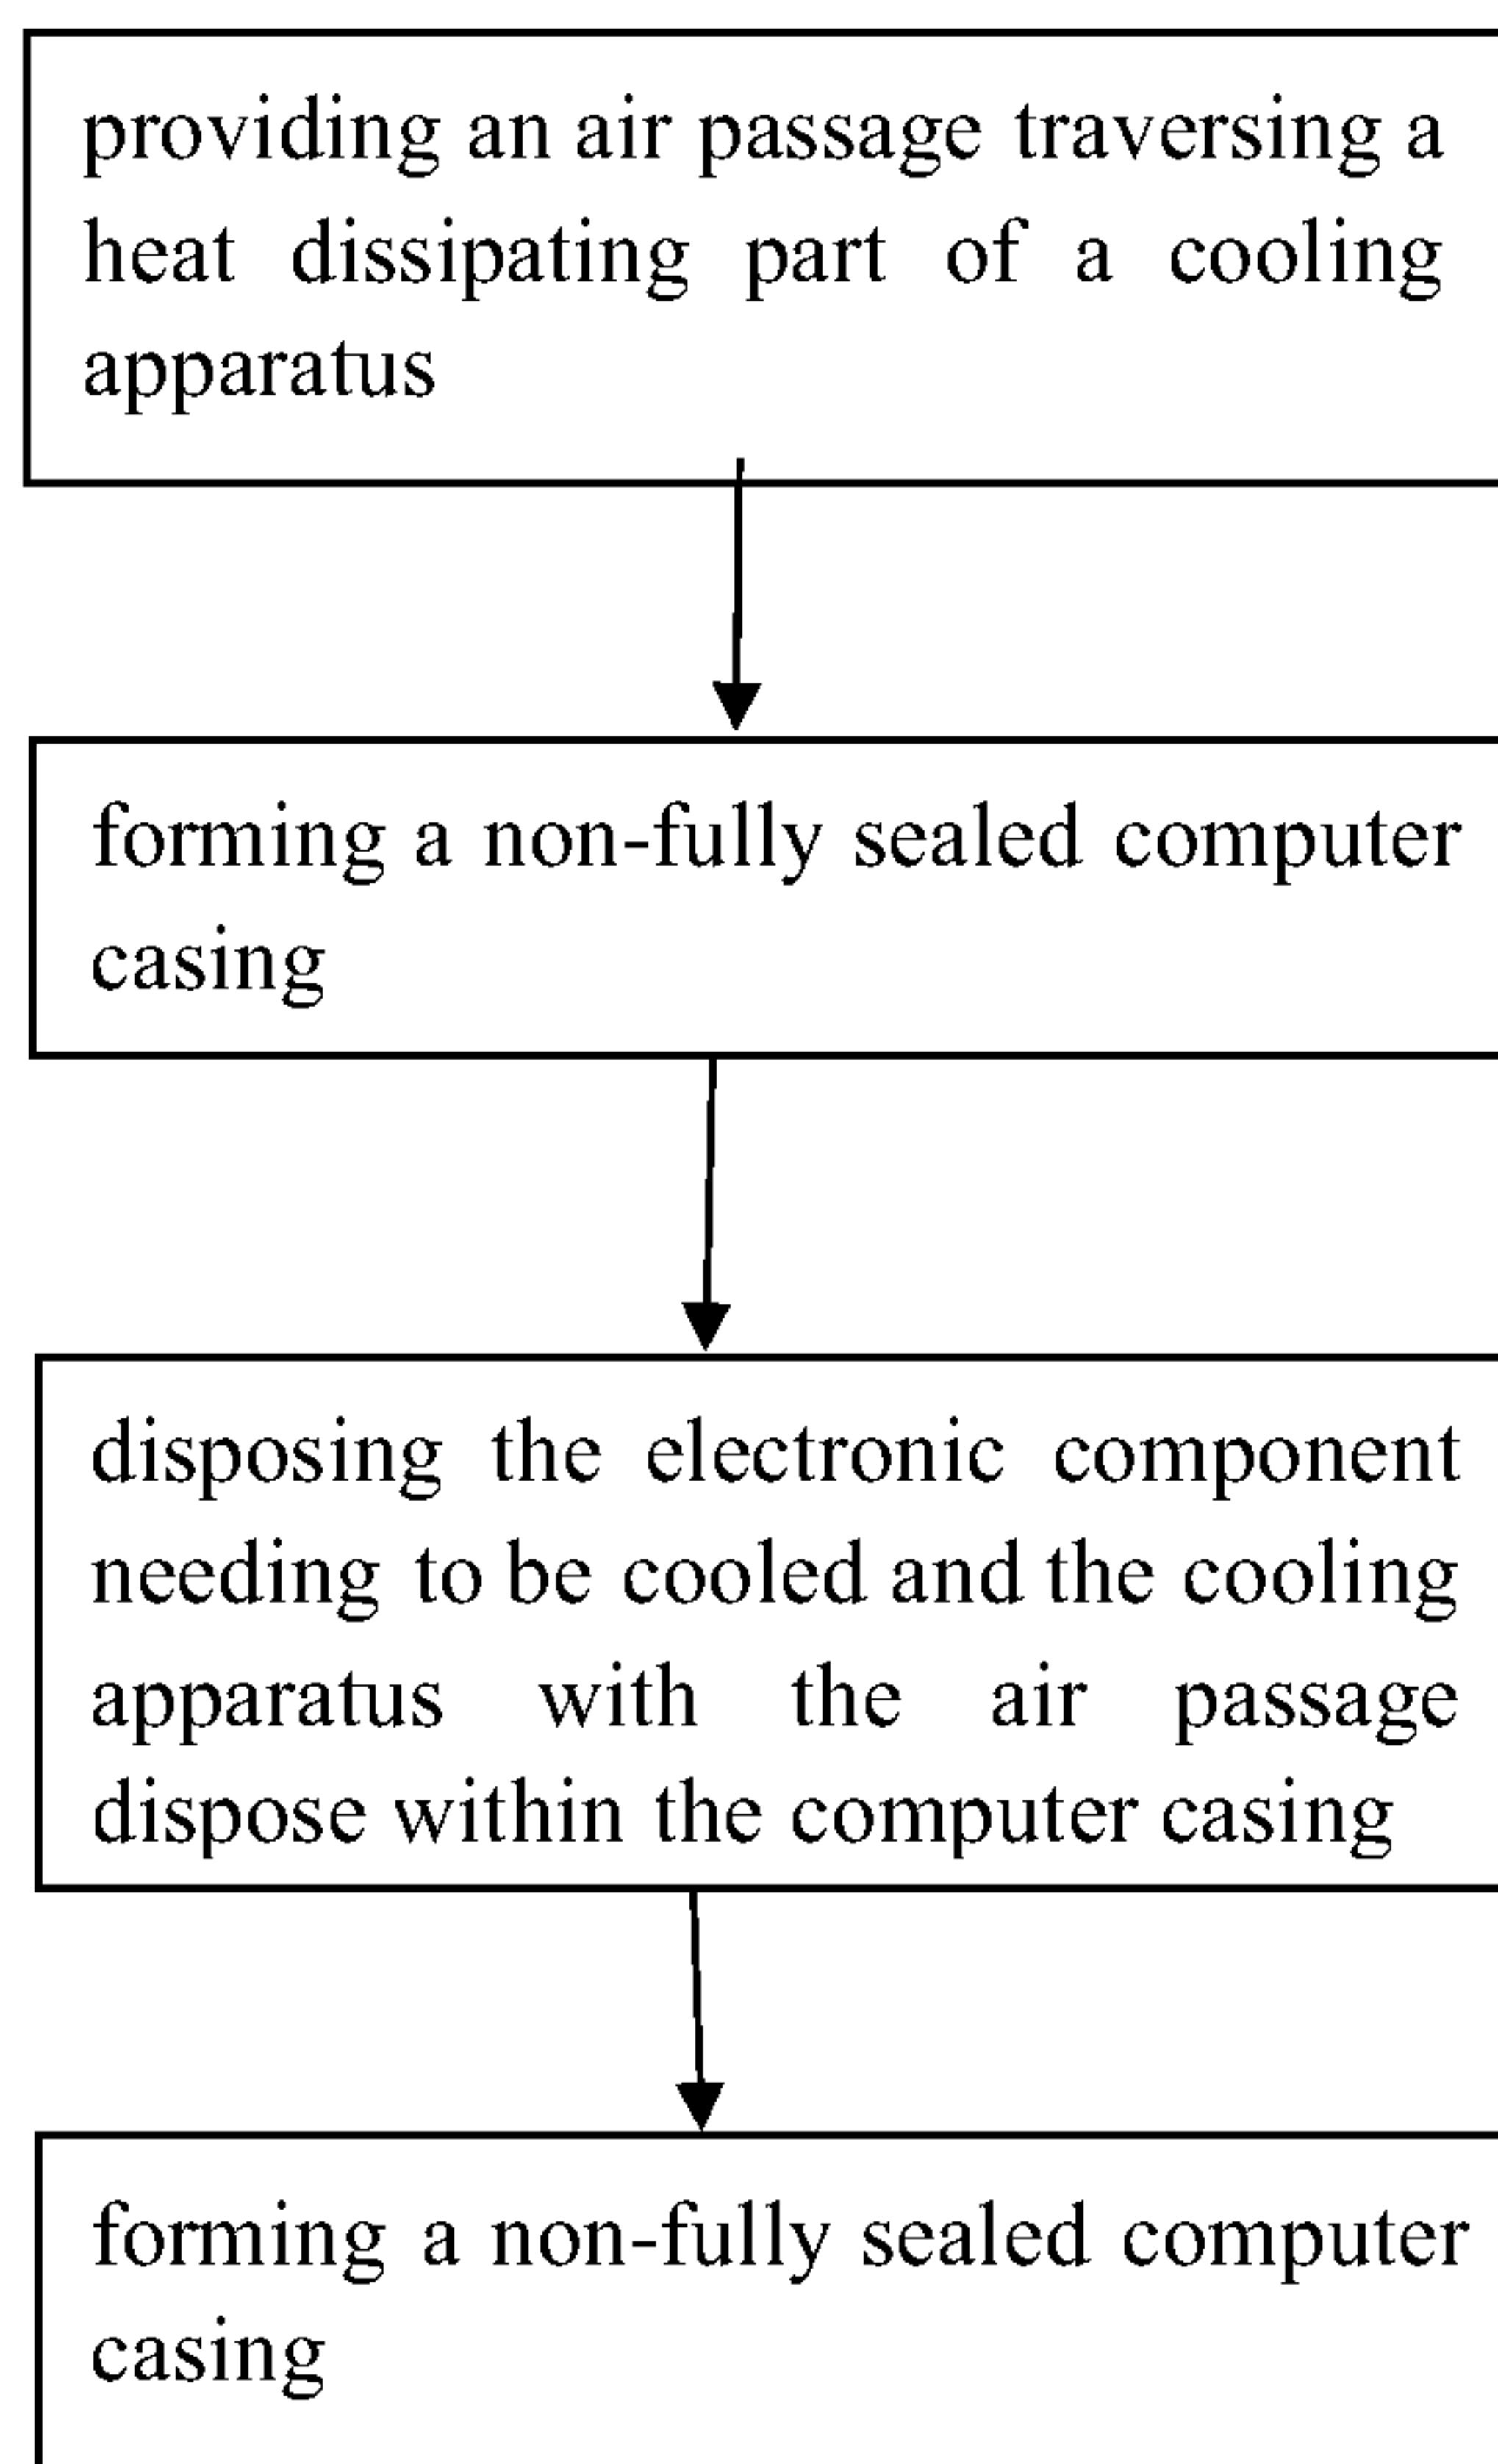 providing an air passage traversing a
heat dissipating part of a cooling
apparatus
forming a non-fully sealed computer
casing
disposing the electronic component
needing to be cooled and the cooling
apparatus with the air passage
dispose within the computer casing
forming a non-fully sealed computer
casing